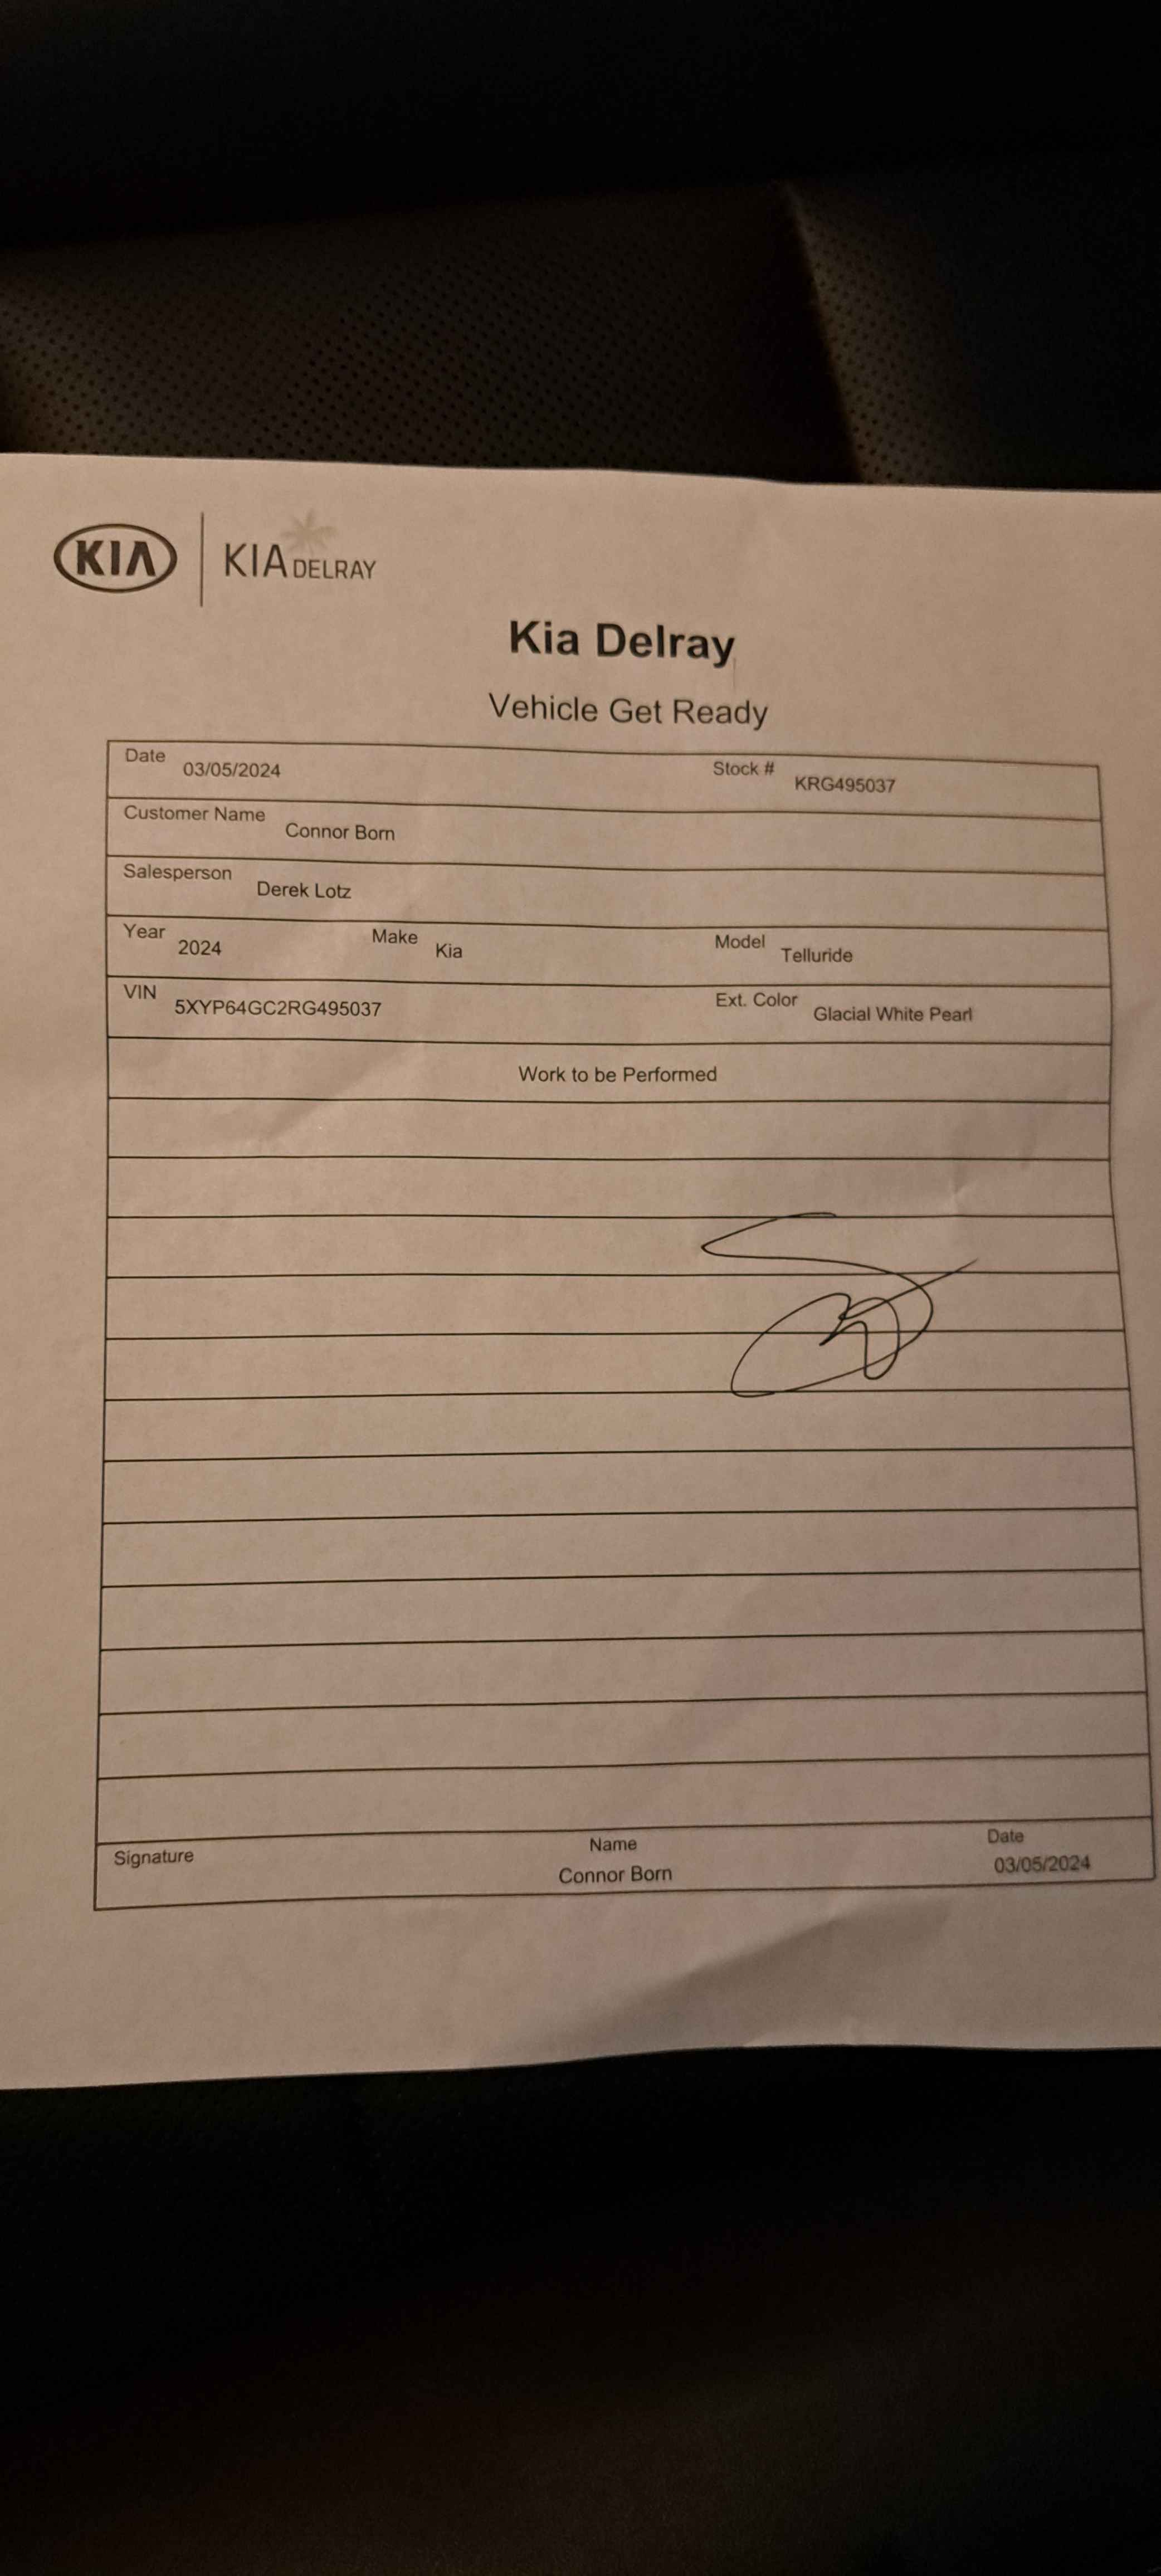 KIA KIA DELRAY
Kia Delray
Vehicle Get Ready
Date 03/05/2024 Stock # KRG495037
Customer Name Connor Born
Salesperson Derek Lotz
Year 2024 Make Kia Model Telluride
VIN 5XYP64GC2RG495037 Ext. Color Glacial White Pearl
Work to be Performed
Signature Name Date
Connor Born 03/05/2024